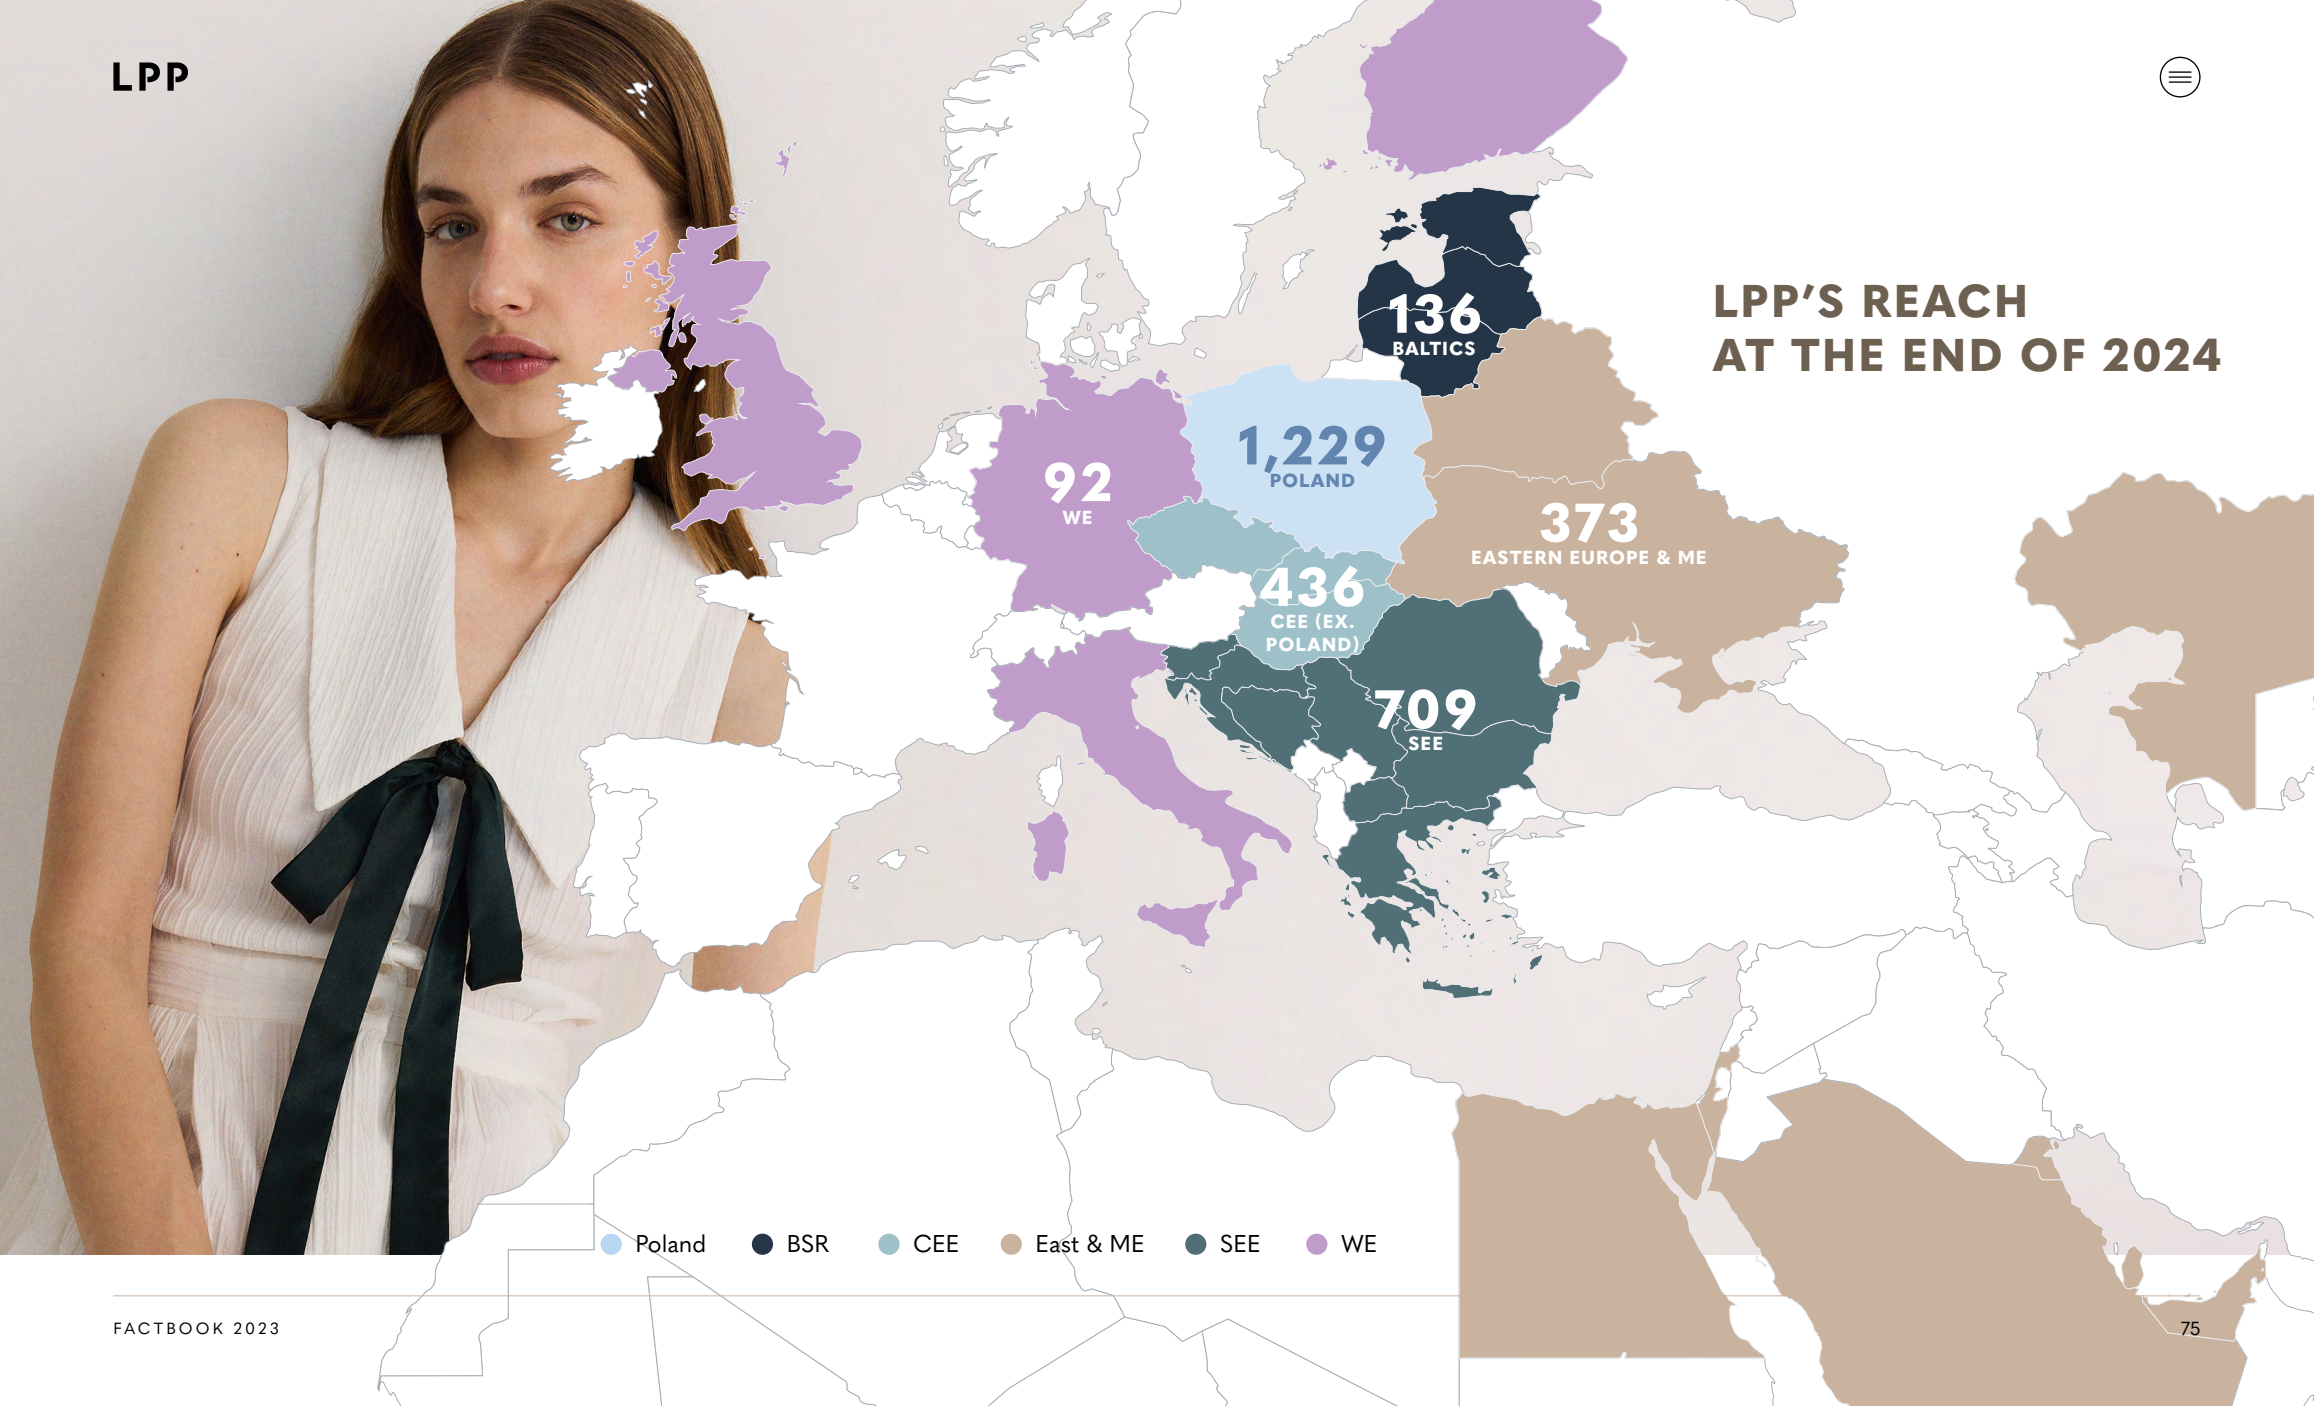 LPP
LPP’S REACH
AT THE END OF 2024
136
BALTICS
1,229
POLAND
92
WE
373
EASTERN EUROPE & ME
436
CEE (EX.
POLAND)
709
SEE
Poland
BSR
CEE
East & ME
SEE
WE
FACTBOOK 2023
75